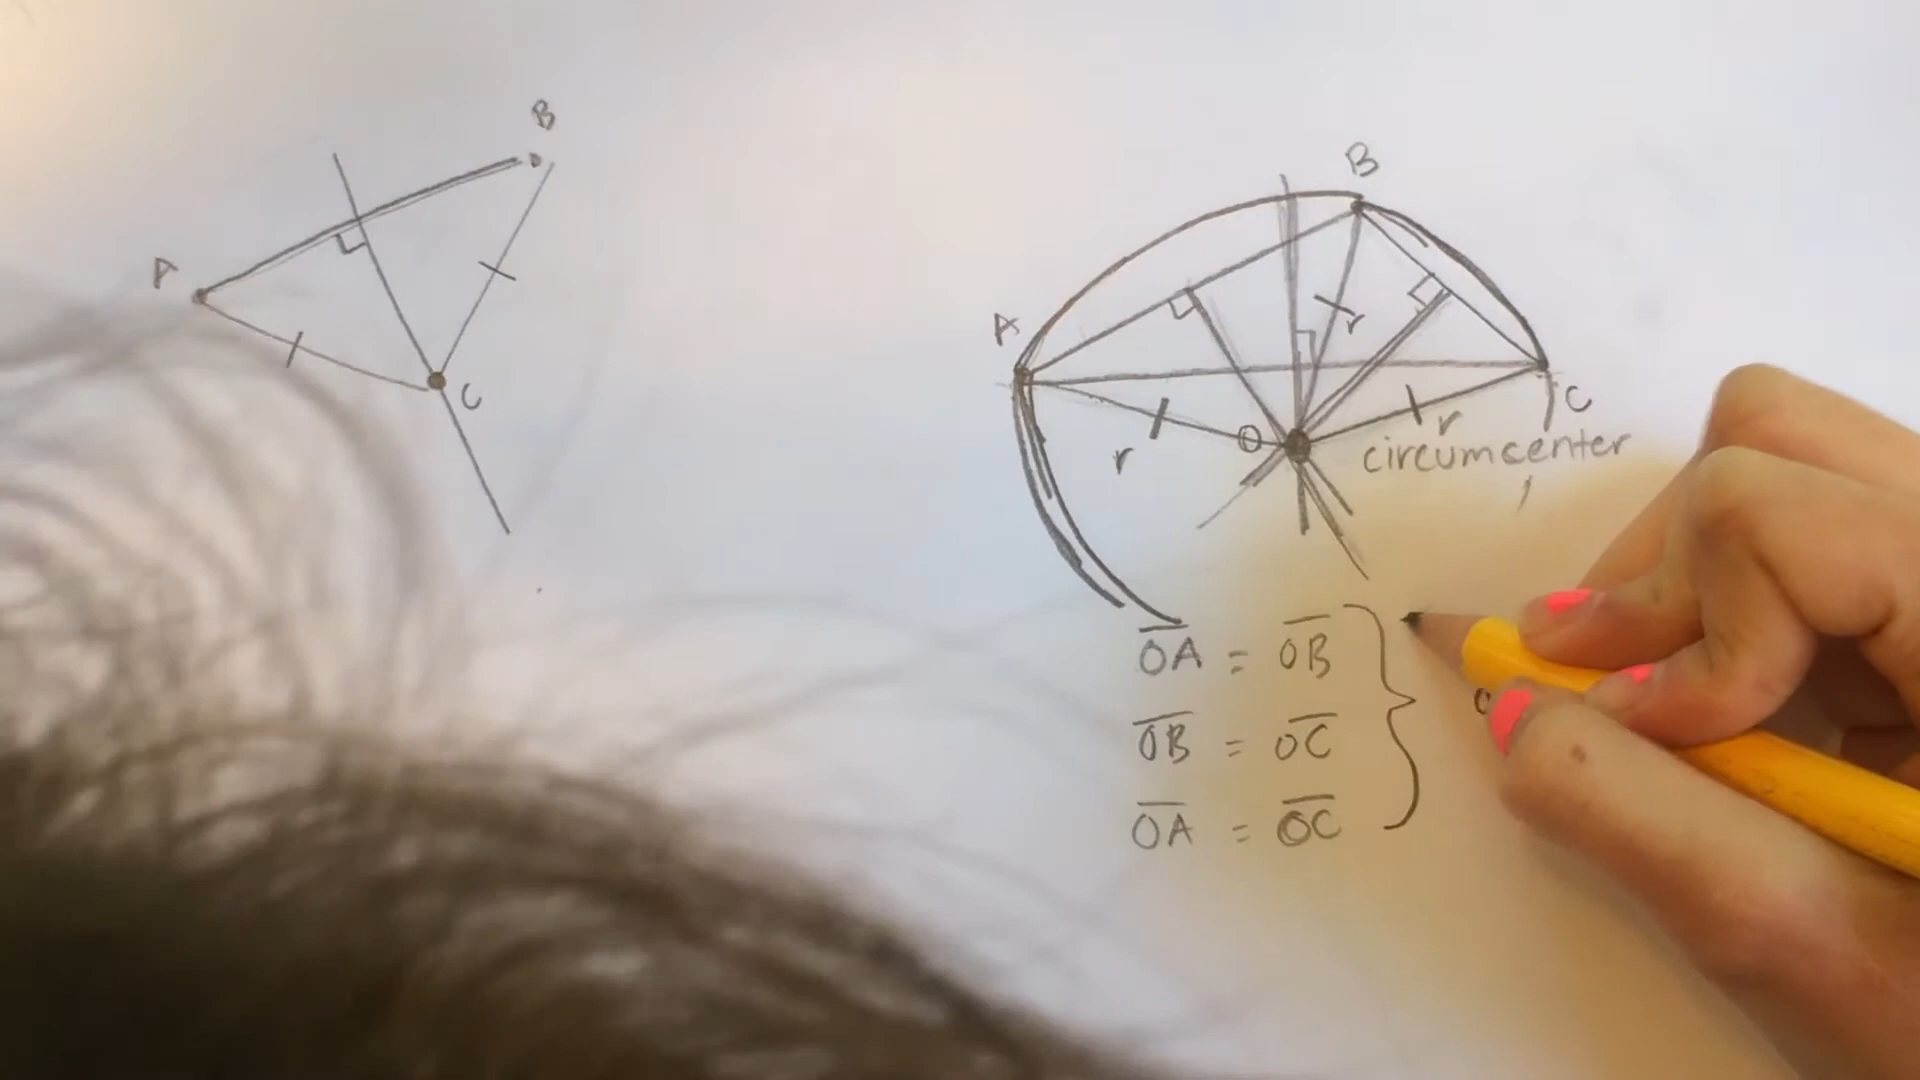 A
B
C
A
B
C
r
r
r
O
circumcenter
OA = OB
OB = OC
OA = OC